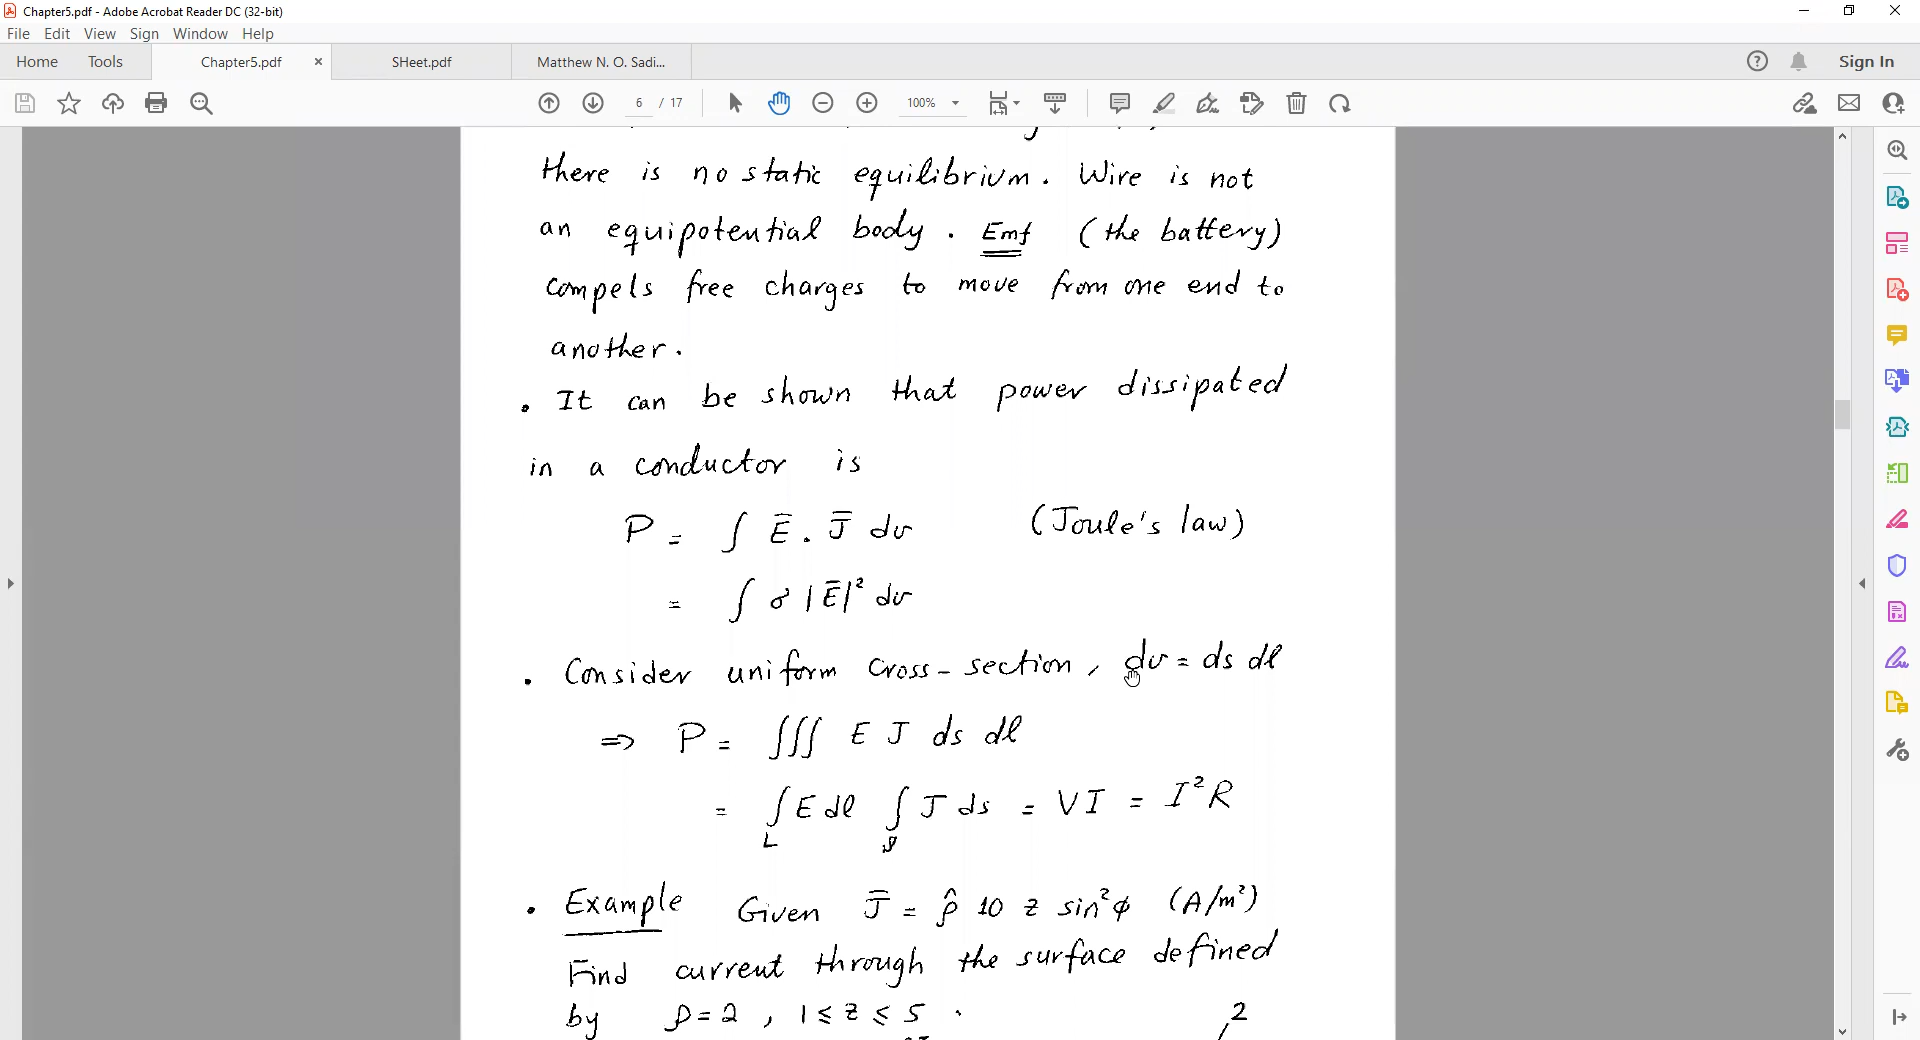 Chapter5.pdf - Adobe Acrobat Reader DC (32-bit)
File Edit View Sign Window Help
Home Tools Chapter5.pdf × SHeet.pdf Matthew N. O. Sadi... Sign In
6 / 17 100%
there is no static equilibrium. Wire is not
an equipotential body. Emf (the battery)
compels free charges to move from one end to
another.
• It can be shown that power dissipated
in a conductor is
P = ∫ E̅ . J̅ dv (Joule's law)
= ∫ σ |E̅|² dv
• Consider uniform cross-section, dv = ds dl
⇒ P = ∭ E J ds dl
= ∫_L E dl ∫_S J ds = VI = I²R
• Example Given J̅ = ρ̂ 10 z sin²φ (A/m²)
Find current through the surface defined
by ρ=2, 1 ≤ z ≤ 5.
2